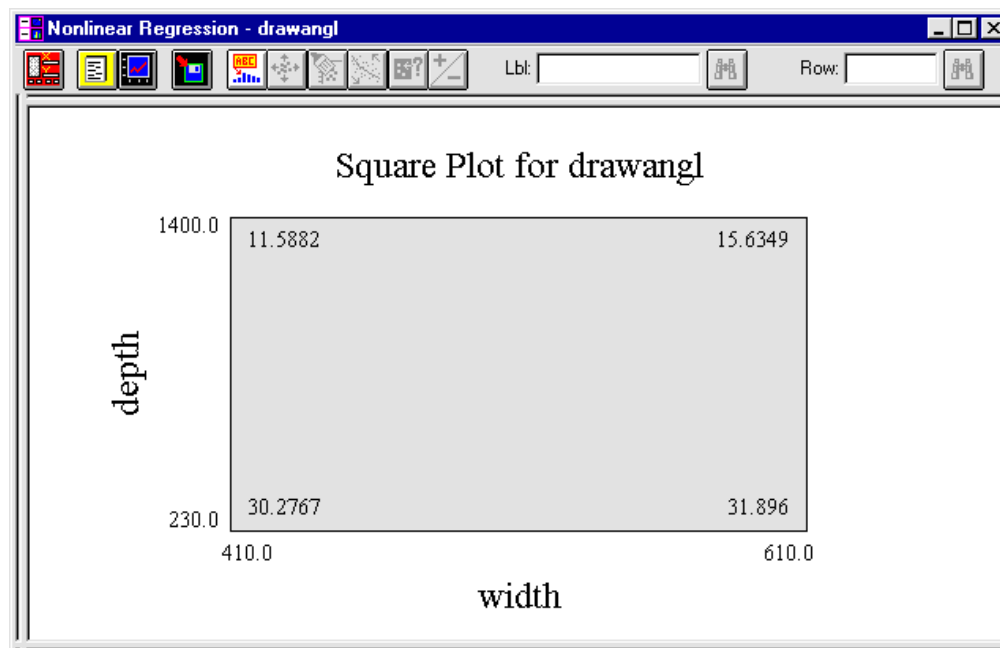 Nonlinear Regression - drawangl
ABC
Lbl: Row:
Square Plot for drawangl
1400.0
11.5882 15.6349
depth
30.2767 31.896
230.0
410.0 610.0
width